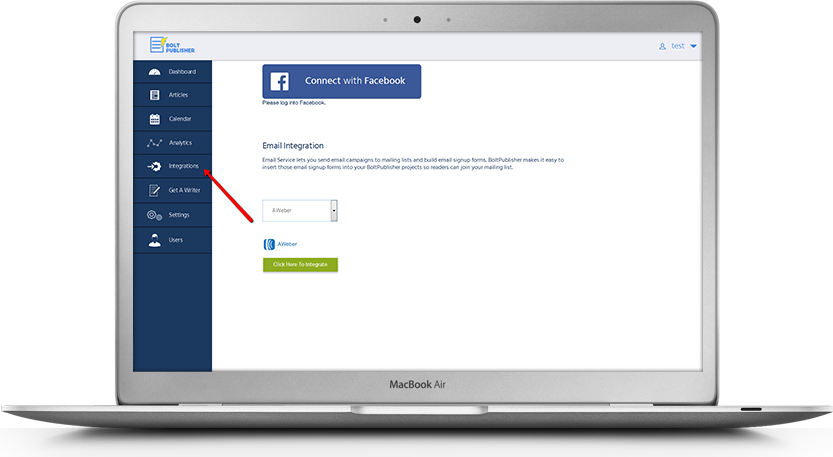 BOLT
PUBLISHER
test
Dashboard
Articles
Calendar
Analytics
Integrations
Get A Writer
Settings
Users
Connect with Facebook
Please log into Facebook.
Email Integration
Email Service lets you send email campaigns to mailing lists and build email signup forms. BoltPublisher makes it easy to
insert those email signup forms into your BoltPublisher projects so readers can join your mailing list.
AWeber
AWeber
Click Here To Integrate
MacBook Air